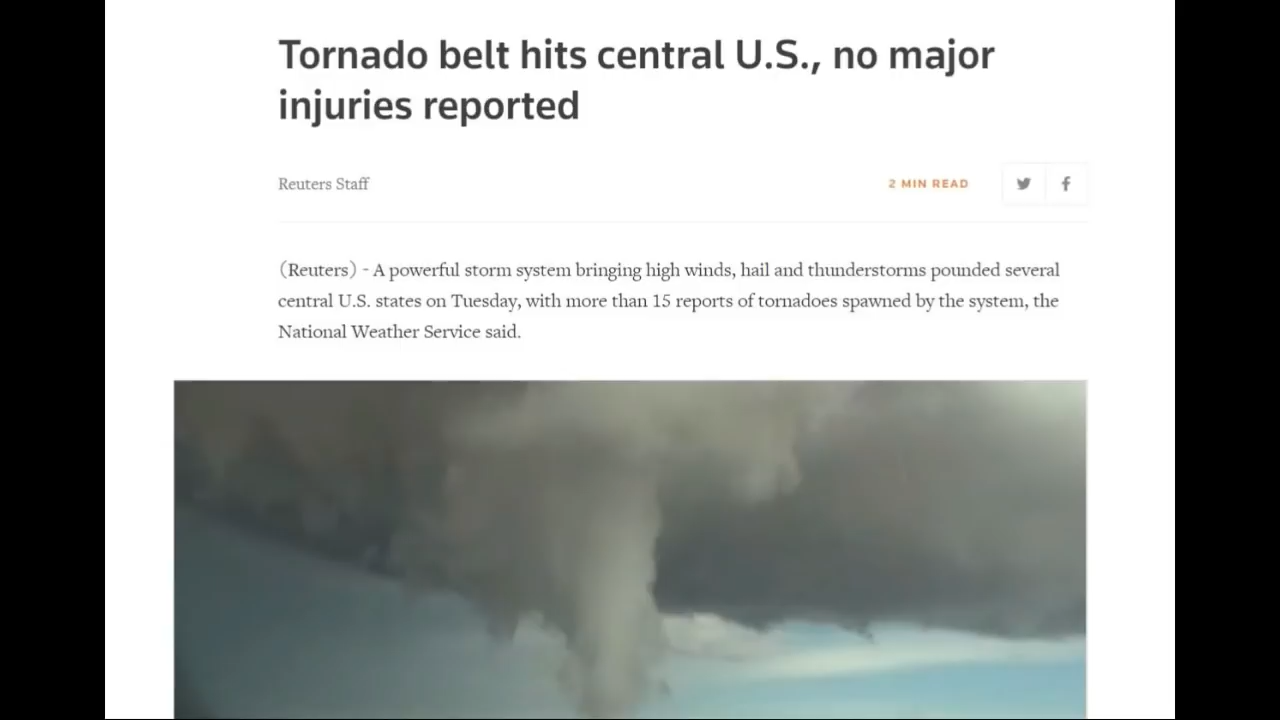 Tornado belt hits central U.S., no major
injuries reported
Reuters Staff
2 MIN READ
(Reuters) - A powerful storm system bringing high winds, hail and thunderstorms pounded several
central U.S. states on Tuesday, with more than 15 reports of tornadoes spawned by the system, the
National Weather Service said.